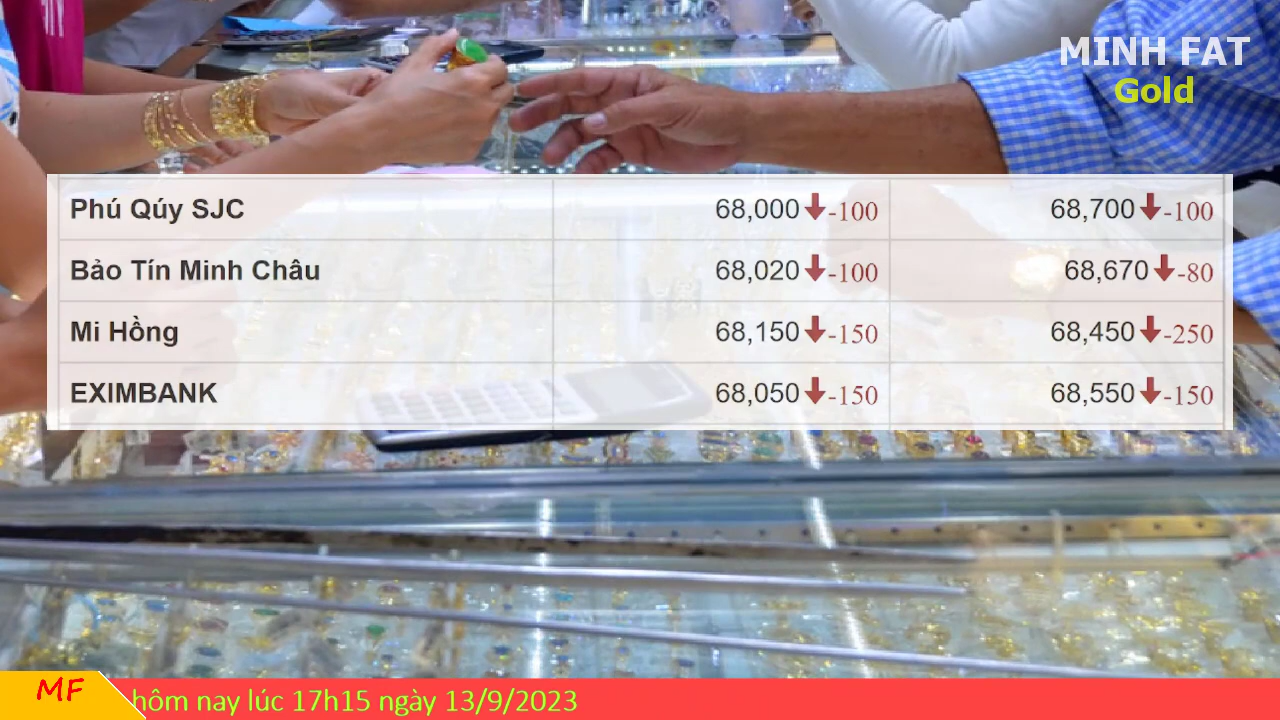 MINH FAT
Gold
Phú Qúy SJC 68,000 -100 68,700 -100
Bảo Tín Minh Châu 68,020 -100 68,670 -80
Mi Hồng 68,150 -150 68,450 -250
EXIMBANK 68,050 -150 68,550 -150
MF hôm nay lúc 17h15 ngày 13/9/2023